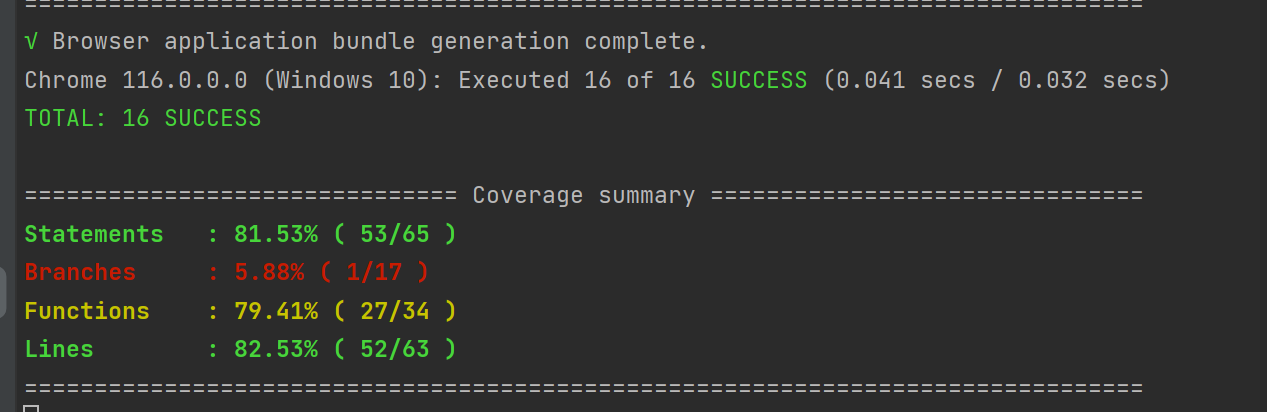 ================================================================================
√ Browser application bundle generation complete.
Chrome 116.0.0.0 (Windows 10): Executed 16 of 16 SUCCESS (0.041 secs / 0.032 secs)
TOTAL: 16 SUCCESS
=============================== Coverage summary ===============================
Statements   : 81.53% ( 53/65 )
Branches     : 5.88% ( 1/17 )
Functions    : 79.41% ( 27/34 )
Lines        : 82.53% ( 52/63 )
================================================================================